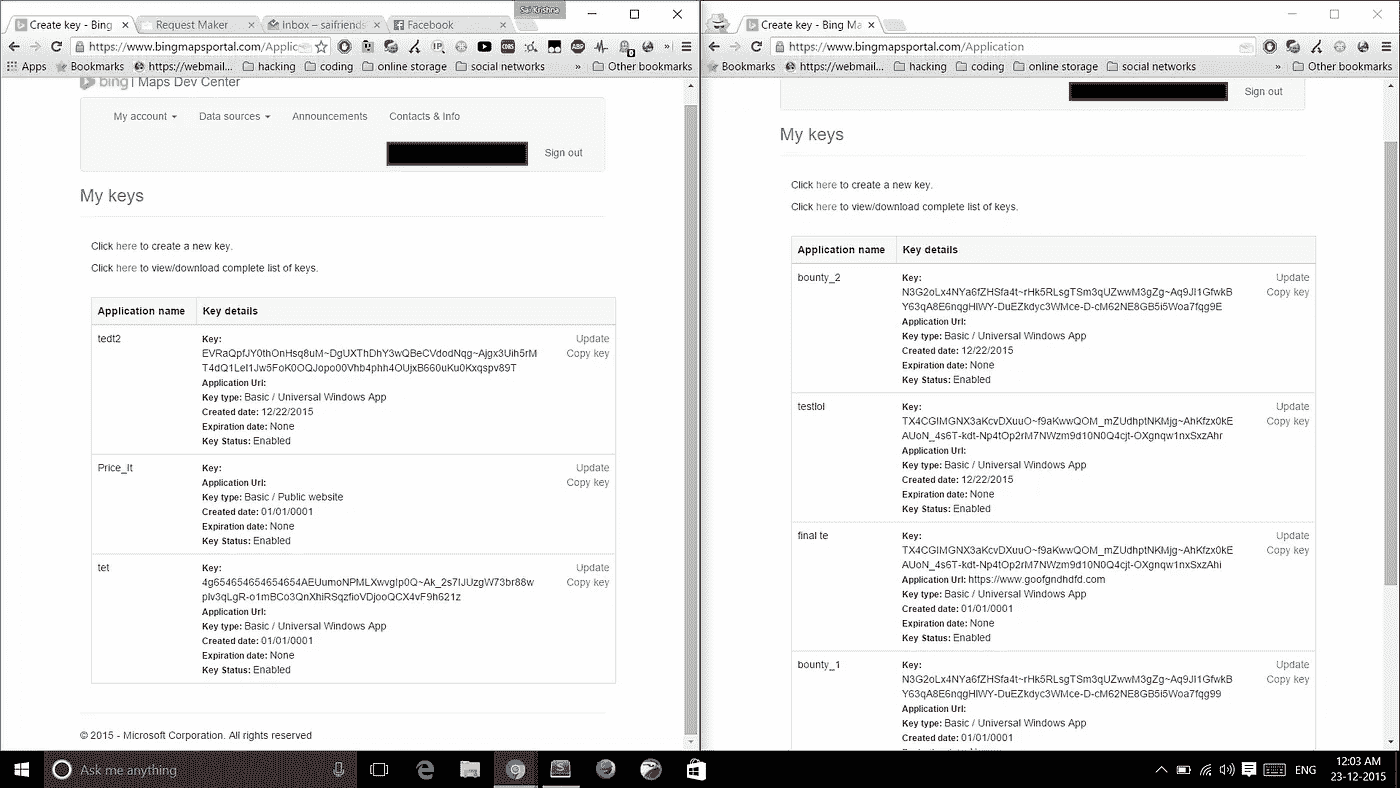 Sai Krishna
Create key - Bing
Request Maker
Inbox – saifriends
Facebook
https://www.bingmapsportal.com/Applic
Apps
Bookmarks
https://webmail...
hacking
coding
online storage
social networks
»
Other bookmarks
bing | Maps Dev Center
My account
Data sources
Announcements
Contacts & Info
Sign out
My keys
Click here to create a new key.
Click here to view/download complete list of keys.
Application name
Key details
tedt2
Key:
Update
EVRaQpfJY0thOnHsq8uM~DgUXThDhY3wQBeCVdodNqg~Ajgx3Uih5rM
Copy key
T4dQ1LeI1Jw5FoK0OQJopo00Vhb4phh4OUjxB660uKu0Kxqspv89T
Application Url:
Key type: Basic / Universal Windows App
Created date: 12/22/2015
Expiration date: None
Key Status: Enabled
Price_It
Key:
Update
Application Url:
Copy key
Key type: Basic / Public website
Created date: 01/01/0001
Expiration date: None
Key Status: Enabled
tet
Key:
Update
4g654654654654654AEUumoNPMLXwvgIp0Q~Ak_2s7IJUzgW73br88w
Copy key
pIv3qLgR-o1mBCo3QnXhiRSqzfioVDjooQCX4vF9h621z
Application Url:
Key type: Basic / Universal Windows App
Created date: 01/01/0001
Expiration date: None
Key Status: Enabled
© 2015 - Microsoft Corporation. All rights reserved
Create key - Bing Ma
https://www.bingmapsportal.com/Application
Bookmarks
https://webmail...
hacking
coding
online storage
social networks
»
Other bookmarks
Sign out
My keys
Click here to create a new key.
Click here to view/download complete list of keys.
Application name
Key details
bounty_2
Key:
Update
N3G2oLx4NYa6fZHSfa4t~rHk5RLsgTSm3qUZwwM3gZg~Aq9JI1GfwkB
Copy key
Y63qA8E6nqgHIWY-DuEZkdyc3WMce-D-cM62NE8GB5i5Woa7fqg9E
Application Url:
Key type: Basic / Universal Windows App
Created date: 12/22/2015
Expiration date: None
Key Status: Enabled
testlol
Key:
Update
TX4CGIMGNX3aKcvDXuuO~f9aKwwQOM_mZUdhptNKMjg~AhKfzx0kE
Copy key
AUoN_4s6T-kdt-Np4tOp2rM7NWzm9d10N0Q4cjt-OXgnqw1nxSxzAhr
Application Url:
Key type: Basic / Universal Windows App
Created date: 12/22/2015
Expiration date: None
Key Status: Enabled
final te
Key:
Update
TX4CGIMGNX3aKcvDXuuO~f9aKwwQOM_mZUdhptNKMjg~AhKfzx0kE
Copy key
AUoN_4s6T-kdt-Np4tOp2rM7NWzm9d10N0Q4cjt-OXgnqw1nxSxzAhi
Application Url: https://www.goofgndhdfd.com
Key type: Basic / Universal Windows App
Created date: 01/01/0001
Expiration date: None
Key Status: Enabled
bounty_1
Key:
Update
N3G2oLx4NYa6fZHSfa4t~rHk5RLsgTSm3qUZwwM3gZg~Aq9JI1GfwkB
Copy key
Y63qA8E6nqgHIWY-DuEZkdyc3WMce-D-cM62NE8GB5i5Woa7fqg99
Application Url:
Key type: Basic / Universal Windows App
Created date: 01/01/0001
Ask me anything
ENG
12:03 AM
23-12-2015